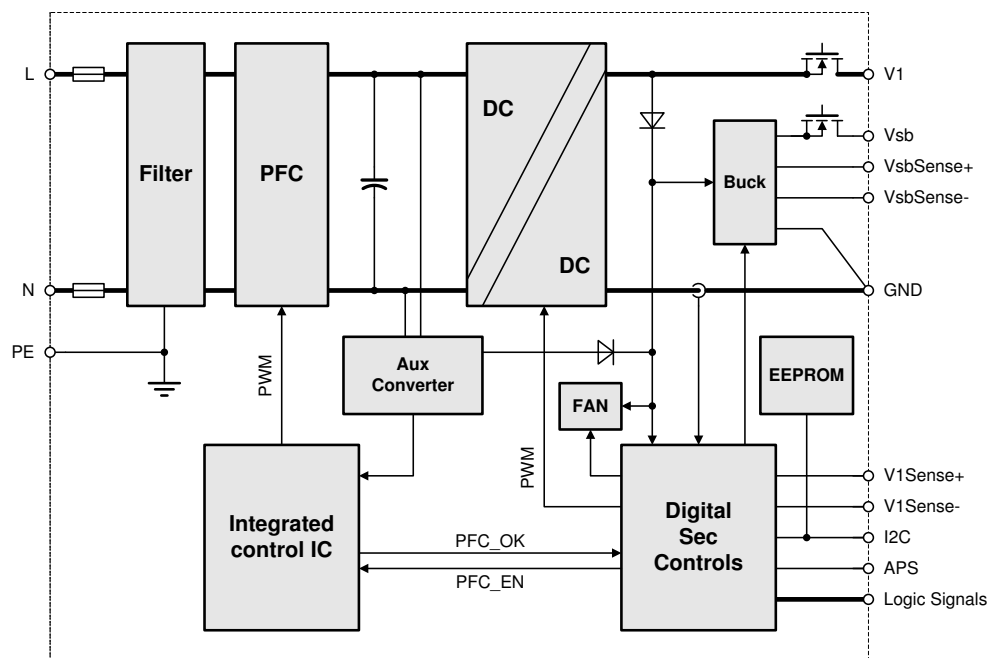 L
V1
DC
Vsb
Filter
PFC
VsbSense+
Buck
VsbSense-
DC
N
GND
PE
Aux
Converter
EEPROM
PWM
FAN
PWM
V1Sense+
V1Sense-
Integrated
control IC
Digital
Sec
Controls
I2C
PFC_OK
APS
PFC_EN
Logic Signals